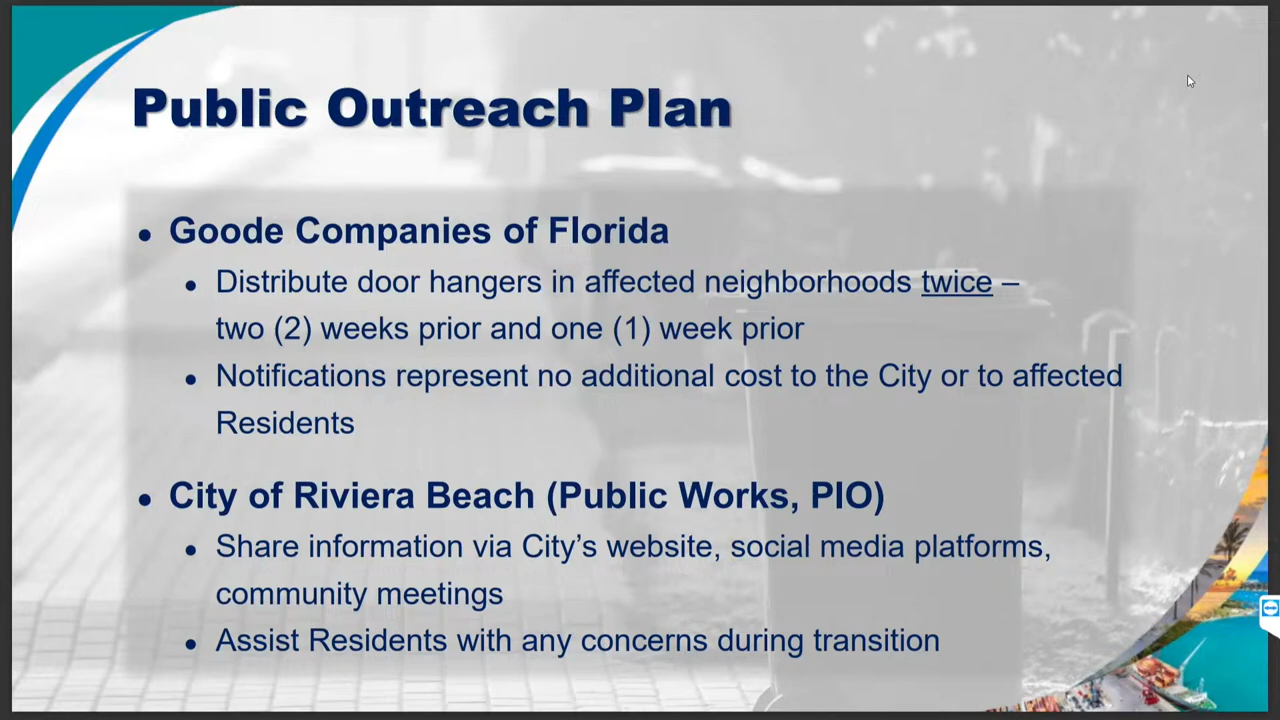 Public Outreach Plan
• Goode Companies of Florida
• Distribute door hangers in affected neighborhoods twice –
two (2) weeks prior and one (1) week prior
• Notifications represent no additional cost to the City or to affected
Residents
• City of Riviera Beach (Public Works, PIO)
• Share information via City’s website, social media platforms,
community meetings
• Assist Residents with any concerns during transition